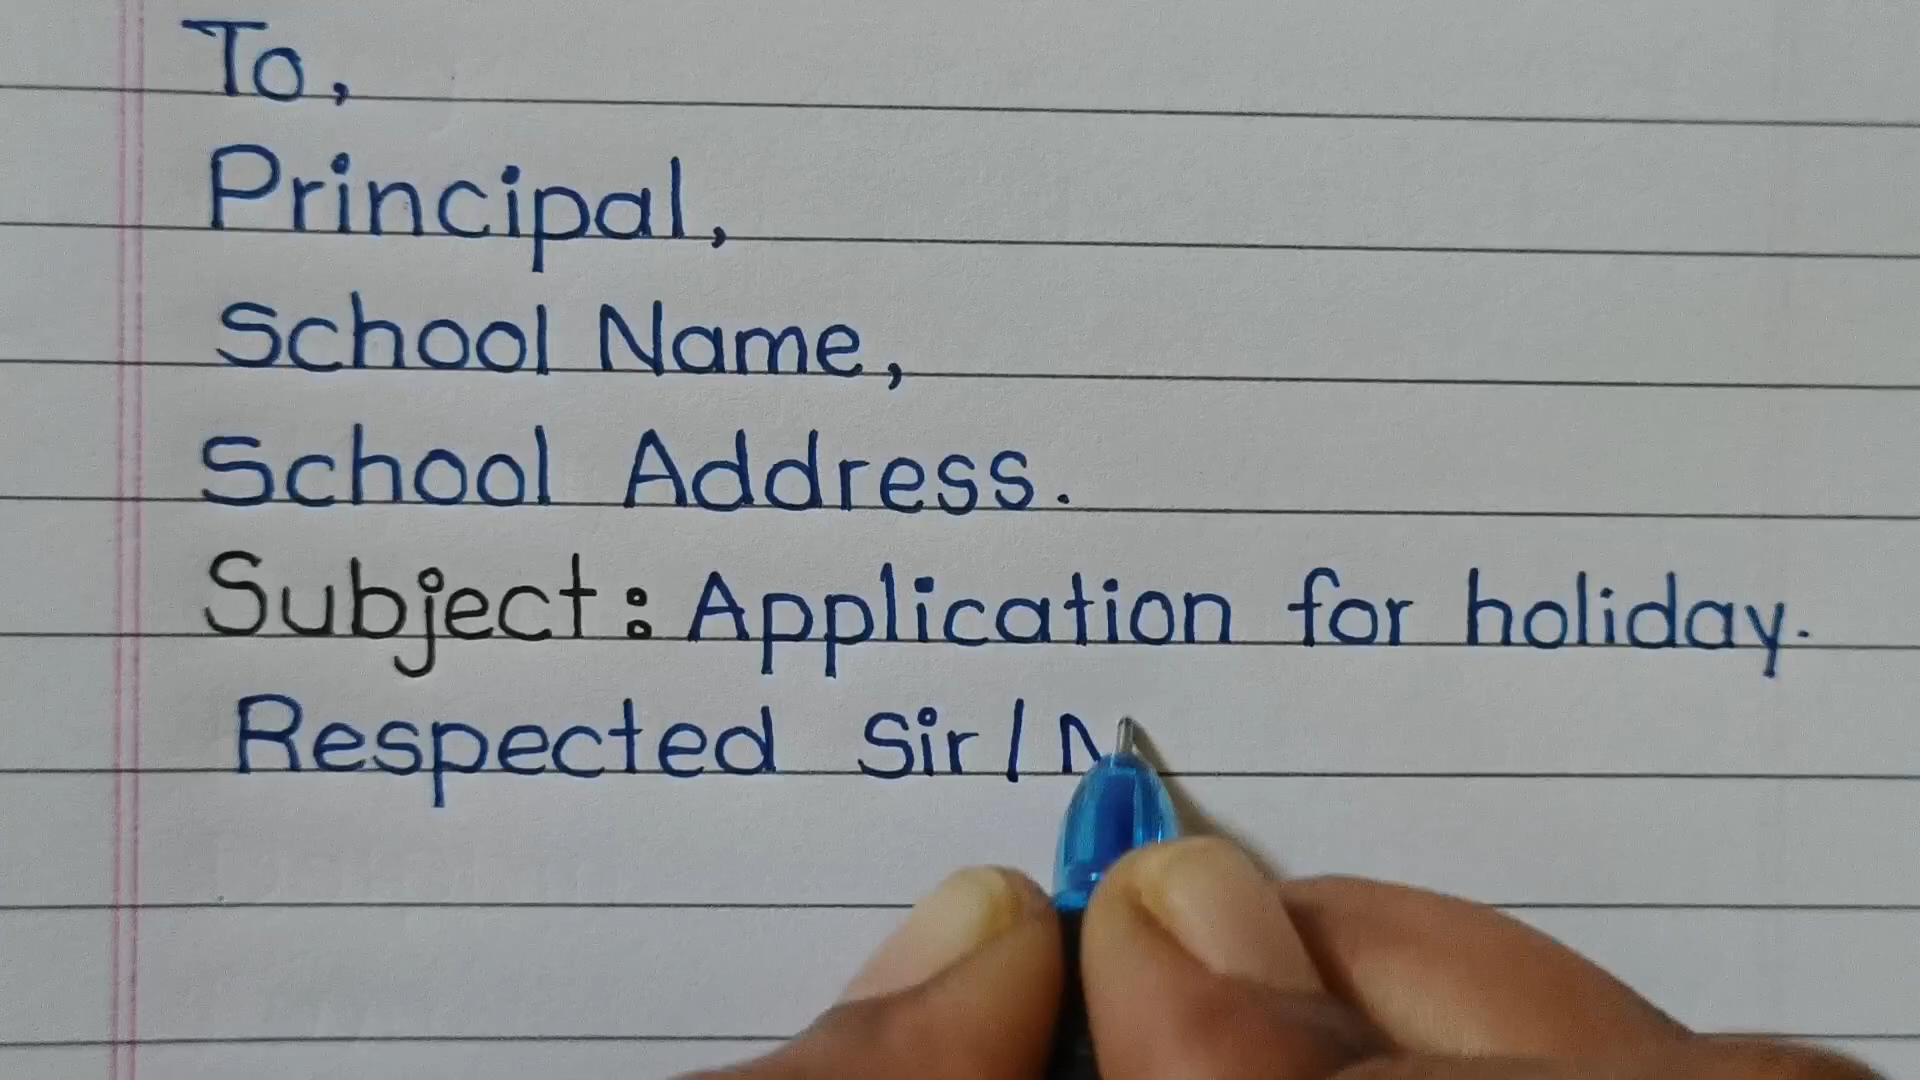 To,
Principal,
School Name,
School Address.
Subject: Application for holiday.
Respected Sir/